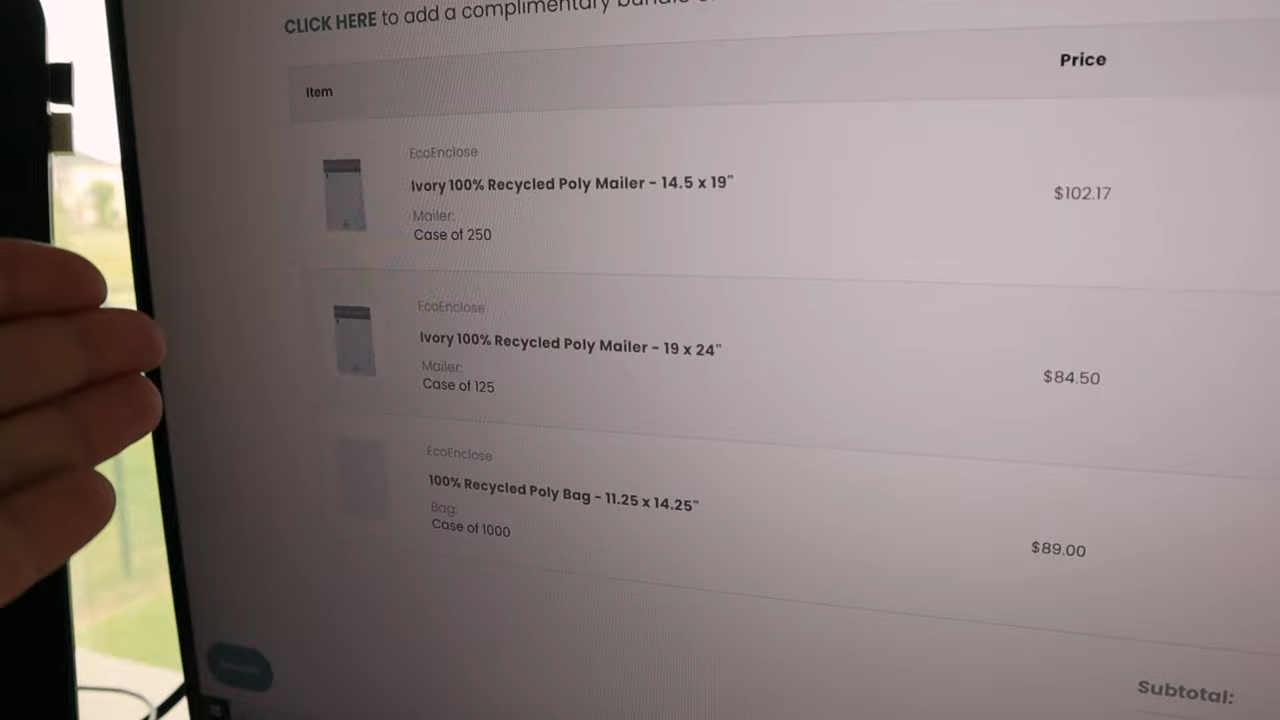 CLICK HERE to add a complimentary
Item
Price
EcoEnclose
Ivory 100% Recycled Poly Mailer - 14.5 x 19"
$102.17
Mailer:
Case of 250
EcoEnclose
Ivory 100% Recycled Poly Mailer - 19 x 24"
$84.50
Mailer:
Case of 125
EcoEnclose
100% Recycled Poly Bag - 11.25 x 14.25"
$89.00
Bag:
Case of 1000
Subtotal: